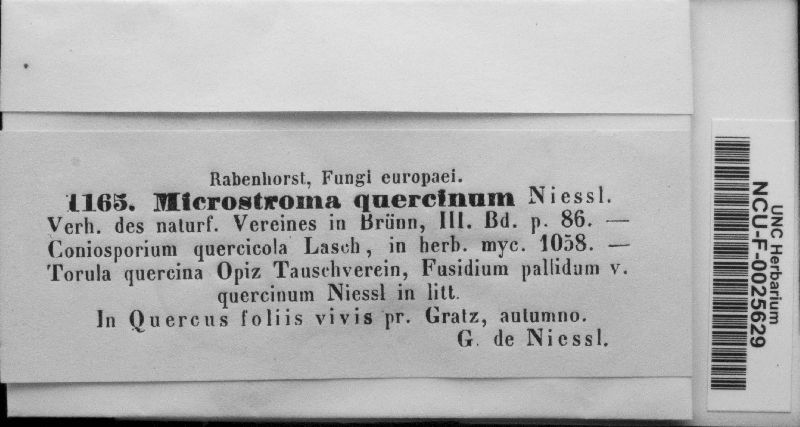 Rabenhorst, Fungi europaei.
1165. Microstroma quercinum Niessl.
Verh. des naturf. Vereines in Brünn, III. Bd. p. 86. —
Coniosporium quercicola Lasch, in herb. myc. 1058. —
Torula quercina Opiz Tauschverein, Fusidium pallidum v.
quercinum Niessl in litt.
In Quercus foliis vivis pr. Gratz, autumno.
G. de Niessl.
UNC Herbarium
NCU-F-0025629